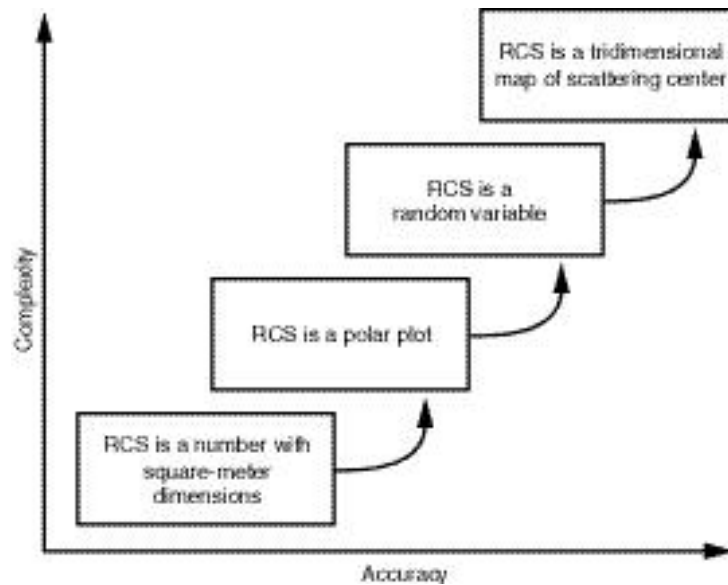 RCS is a tridimensional
map of scattering center
RCS is a
random variable
RCS is a polar plot
RCS is a number with
square-meter
dimensions
Complexity
Accuracy